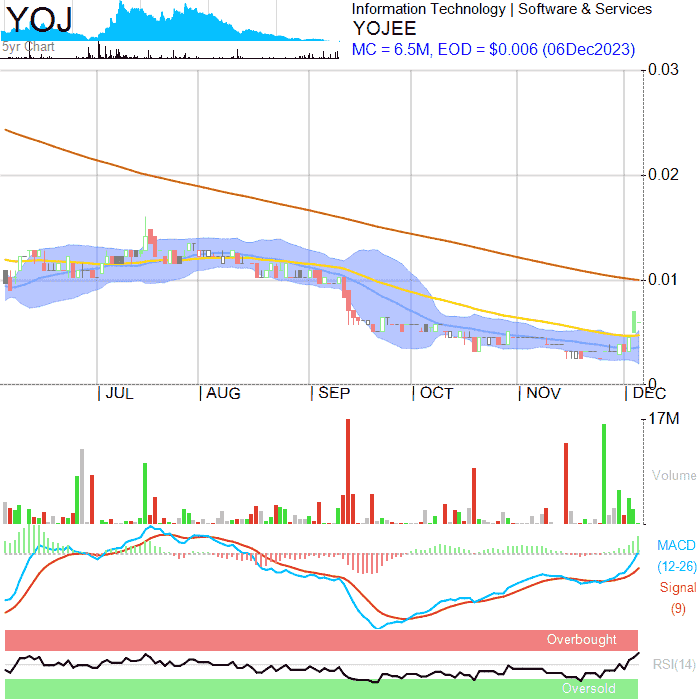 YOJ
5yr Chart
Information Technology | Software & Services
YOJEE
MC = 6.5M, EOD = $0.006 (06Dec2023)
0.03
0.02
0.01
0
JUL
AUG
SEP
OCT
NOV
DEC
17M
Volume
MACD
(12-26)
Signal
(9)
Overbought
RSI(14)
Oversold